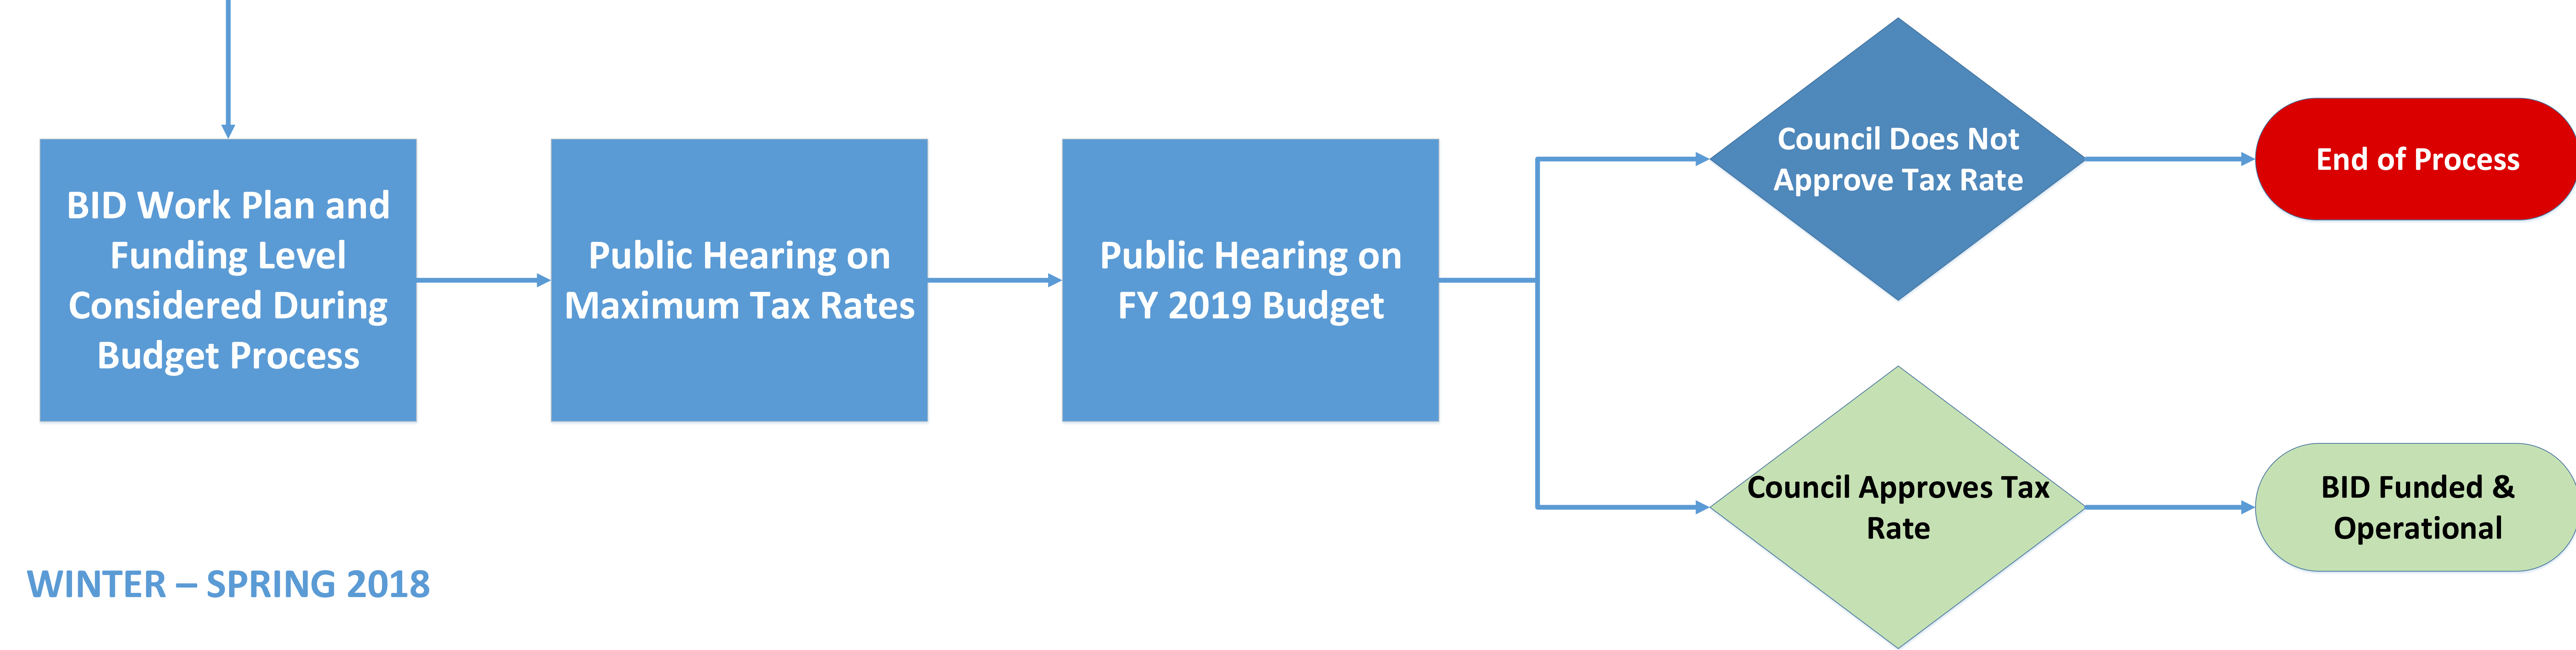 BID Work Plan and
Funding Level
Considered During
Budget Process
Public Hearing on
Maximum Tax Rates
Public Hearing on
FY 2019 Budget
Council Does Not
Approve Tax Rate
End of Process
Council Approves Tax
Rate
BID Funded &
Operational
WINTER – SPRING 2018